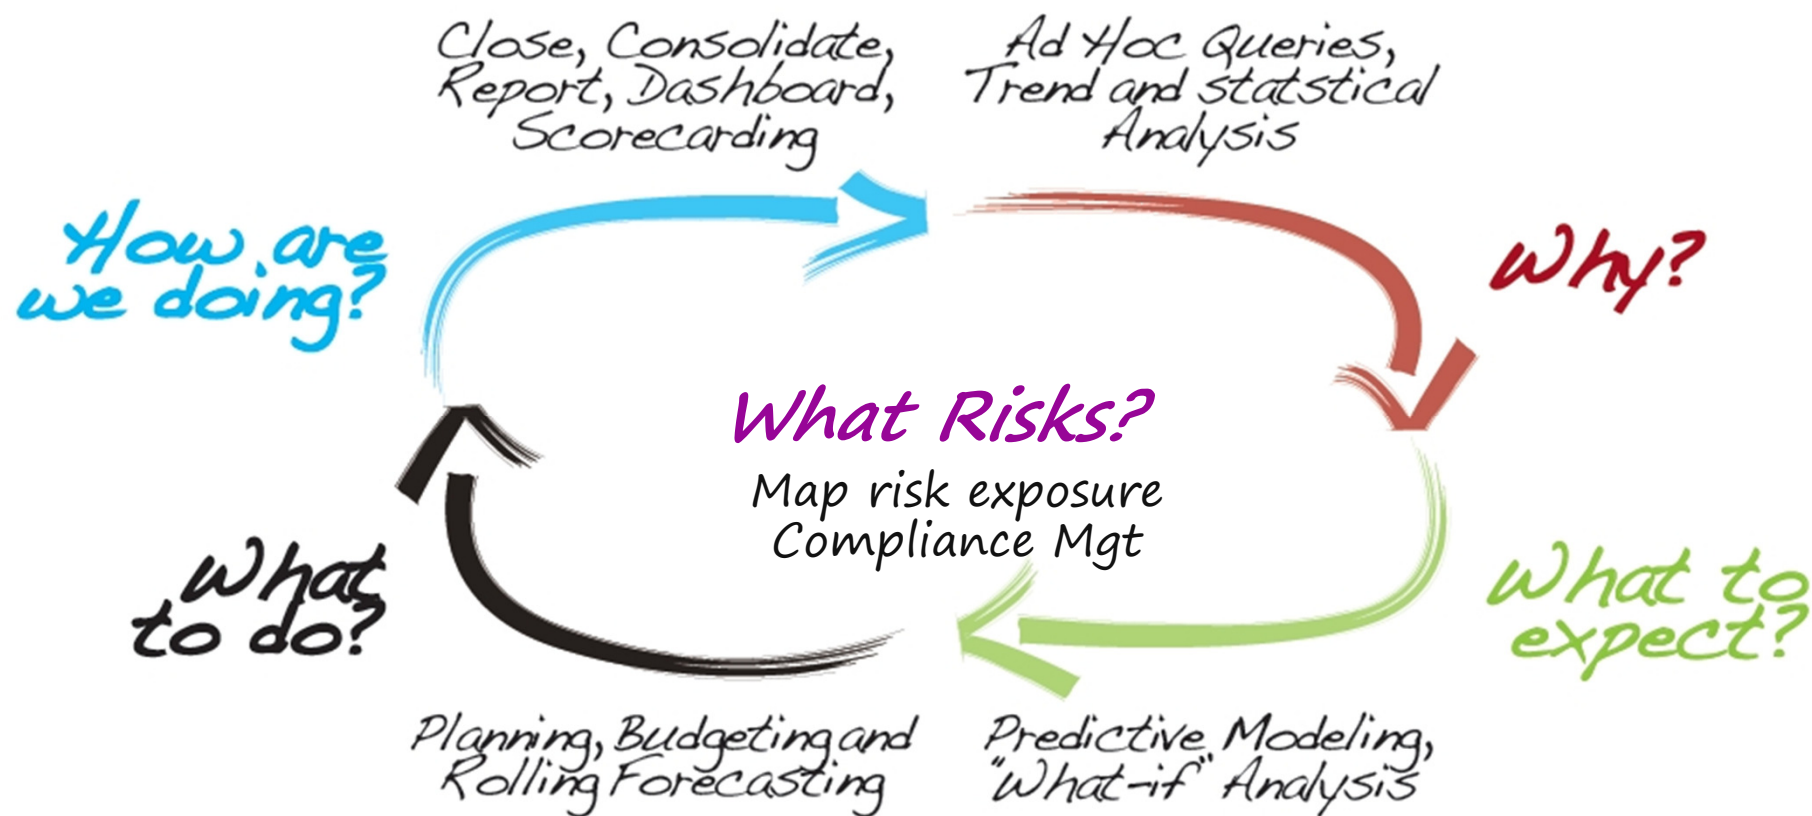 Close, Consolidate,
Report, Dashboard,
Scorecarding
Ad Hoc Queries,
Trend and statstical
Analysis
How are
we doing?
Why?
What Risks?
Map risk exposure
Compliance Mgt
What
to do?
What to
expect?
Planning, Budgeting and
Rolling Forecasting
Predictive Modeling,
"What-if" Analysis